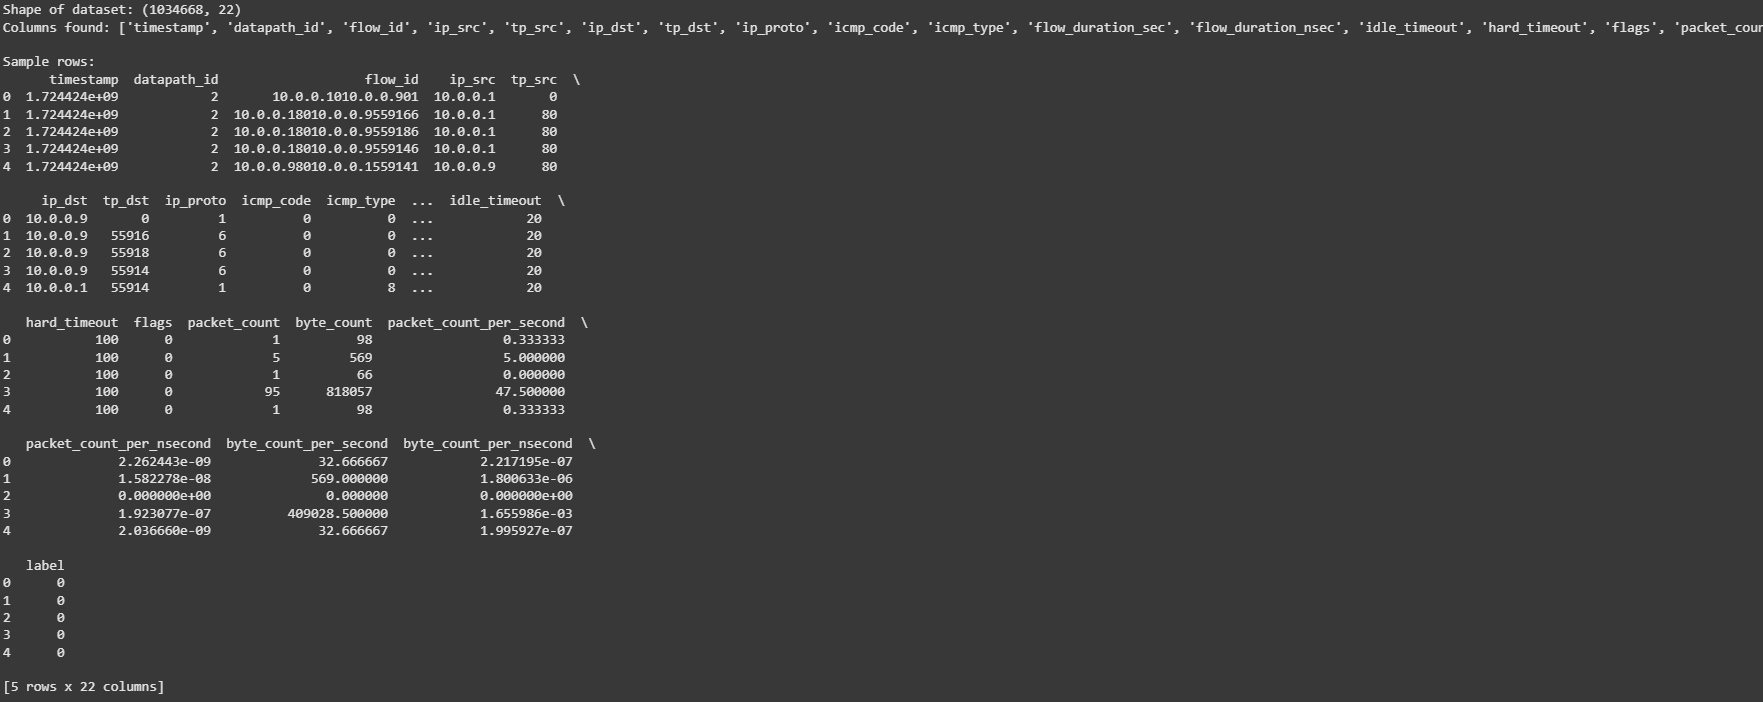 Shape of dataset: (1034668, 22)
Columns found: ['timestamp', 'datapath_id', 'flow_id', 'ip_src', 'tp_src', 'ip_dst', 'tp_dst', 'ip_proto', 'icmp_code', 'icmp_type', 'flow_duration_sec', 'flow_duration_nsec', 'idle_timeout', 'hard_timeout', 'flags', 'packet_coun
Sample rows:
timestamp datapath_id flow_id ip_src tp_src \
0 1.724424e+09 2 10.0.0.1010.0.0.901 10.0.0.1 0
1 1.724424e+09 2 10.0.0.18010.0.0.9559166 10.0.0.1 80
2 1.724424e+09 2 10.0.0.18010.0.0.9559186 10.0.0.1 80
3 1.724424e+09 2 10.0.0.18010.0.0.9559146 10.0.0.1 80
4 1.724424e+09 2 10.0.0.98010.0.0.1559141 10.0.0.9 80
ip_dst tp_dst ip_proto icmp_code icmp_type ... idle_timeout \
0 10.0.0.9 0 1 0 0 ... 20
1 10.0.0.9 55916 6 0 0 ... 20
2 10.0.0.9 55918 6 0 0 ... 20
3 10.0.0.9 55914 6 0 0 ... 20
4 10.0.0.1 55914 1 0 8 ... 20
hard_timeout flags packet_count byte_count packet_count_per_second \
0 100 0 1 98 0.333333
1 100 0 5 569 5.000000
2 100 0 1 66 0.000000
3 100 0 95 818057 47.500000
4 100 0 1 98 0.333333
packet_count_per_nsecond byte_count_per_second byte_count_per_nsecond \
0 2.262443e-09 32.666667 2.217195e-07
1 1.582278e-08 569.000000 1.800633e-06
2 0.000000e+00 0.000000 0.000000e+00
3 1.923077e-07 409028.500000 1.655986e-03
4 2.036660e-09 32.666667 1.995927e-07
label
0 0
1 0
2 0
3 0
4 0
[5 rows x 22 columns]